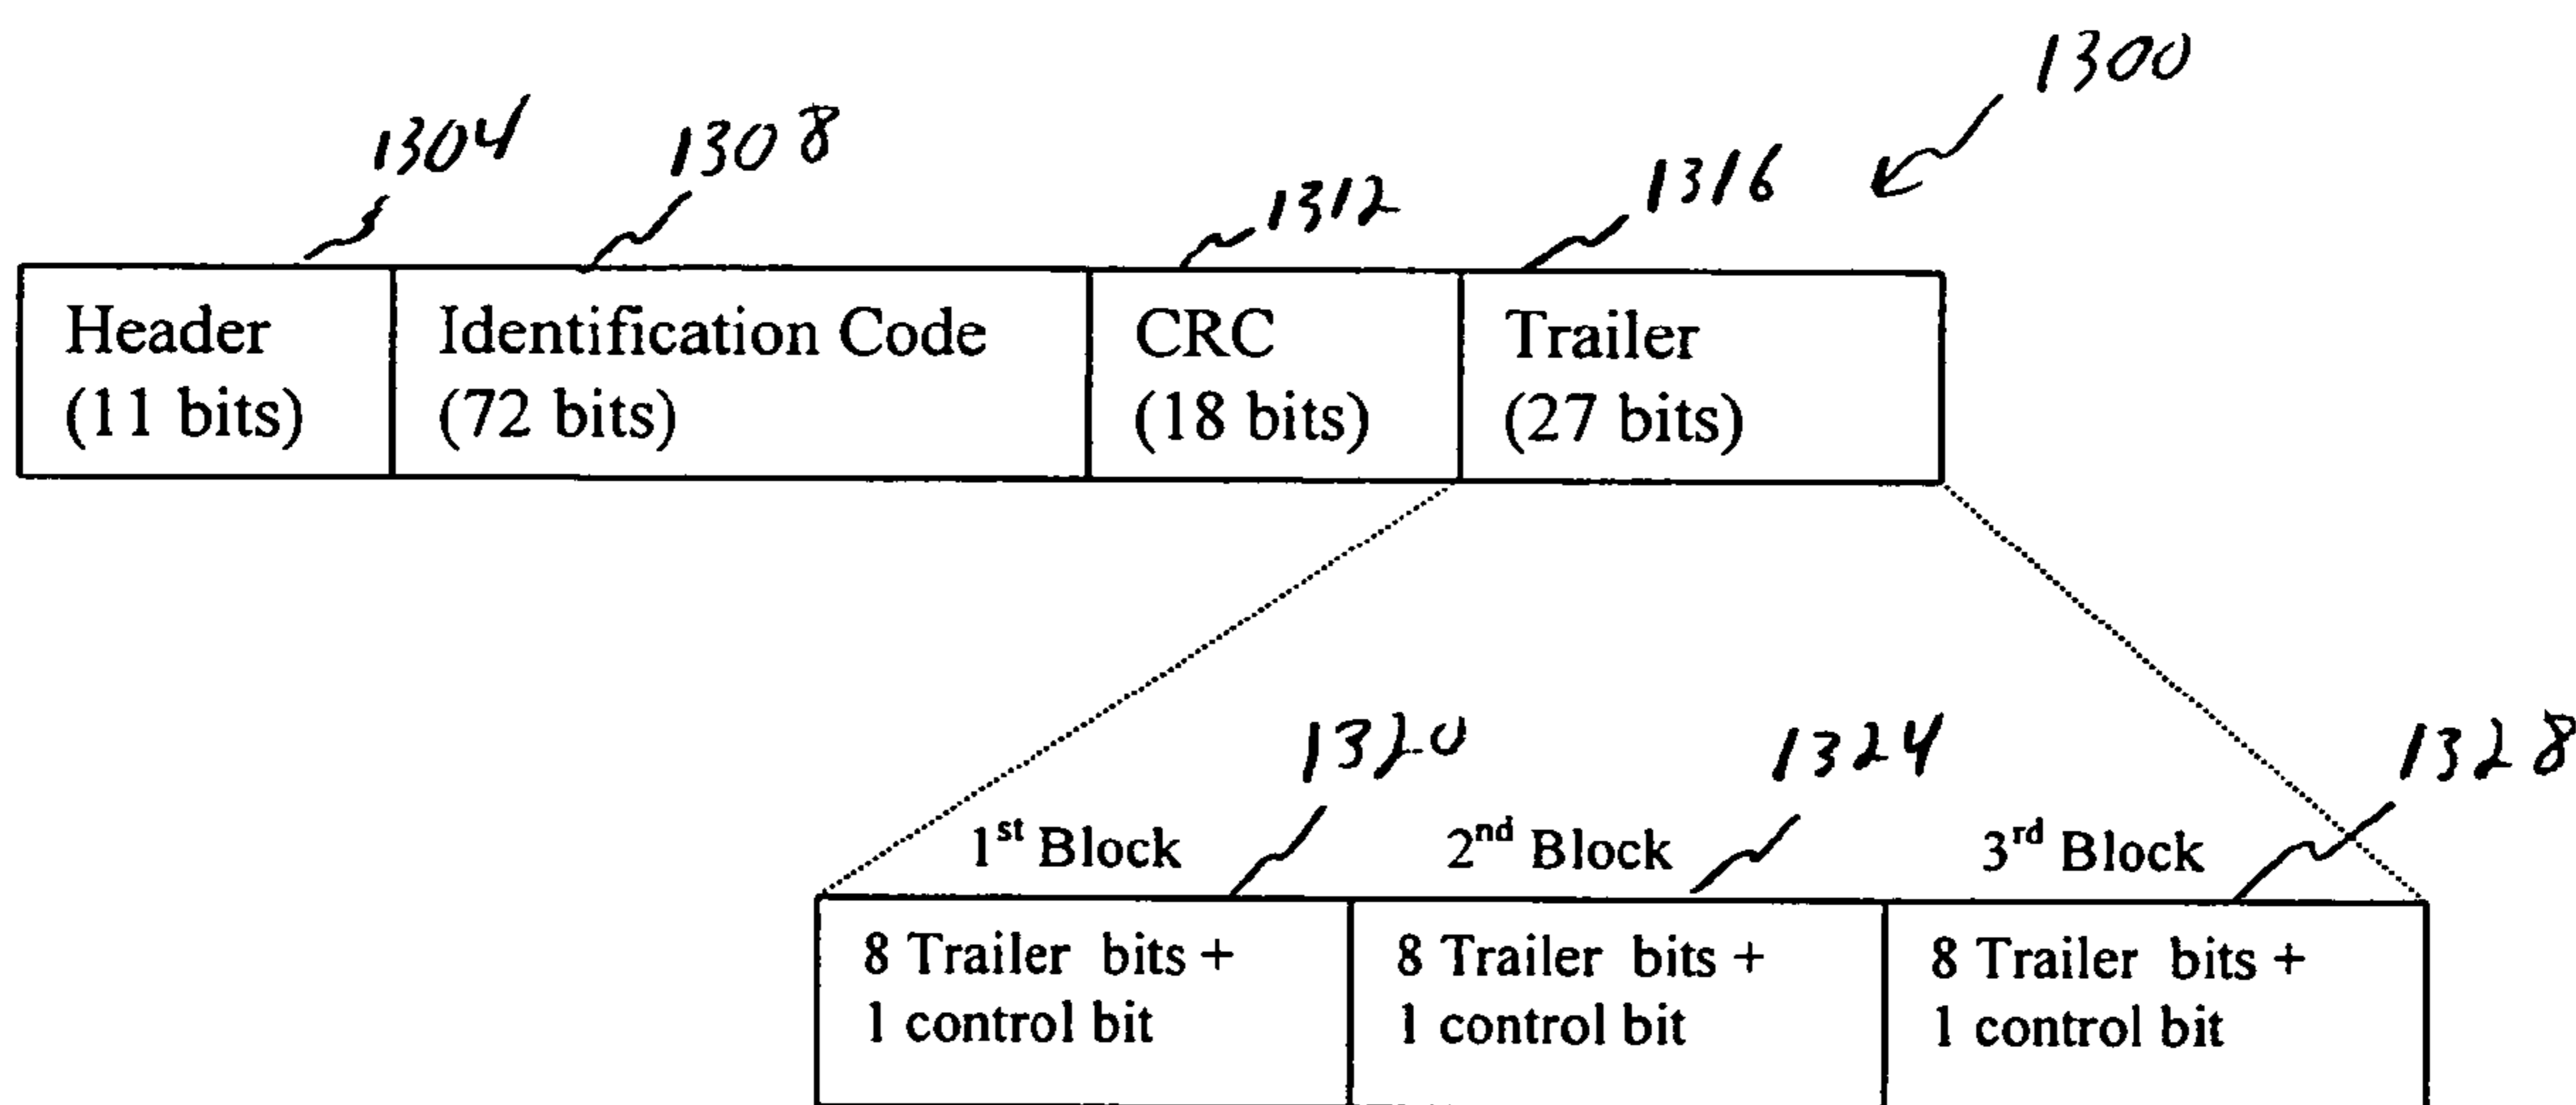 1300
1304
1308
1312
1316
Header
(11 bits)
Identification Code
(72 bits)
CRC
(18 bits)
Trailer
(27 bits)
1320
1324
1328
1st Block
2nd Block
3rd Block
8 Trailer bits +
1 control bit
8 Trailer bits +
1 control bit
8 Trailer bits +
1 control bit